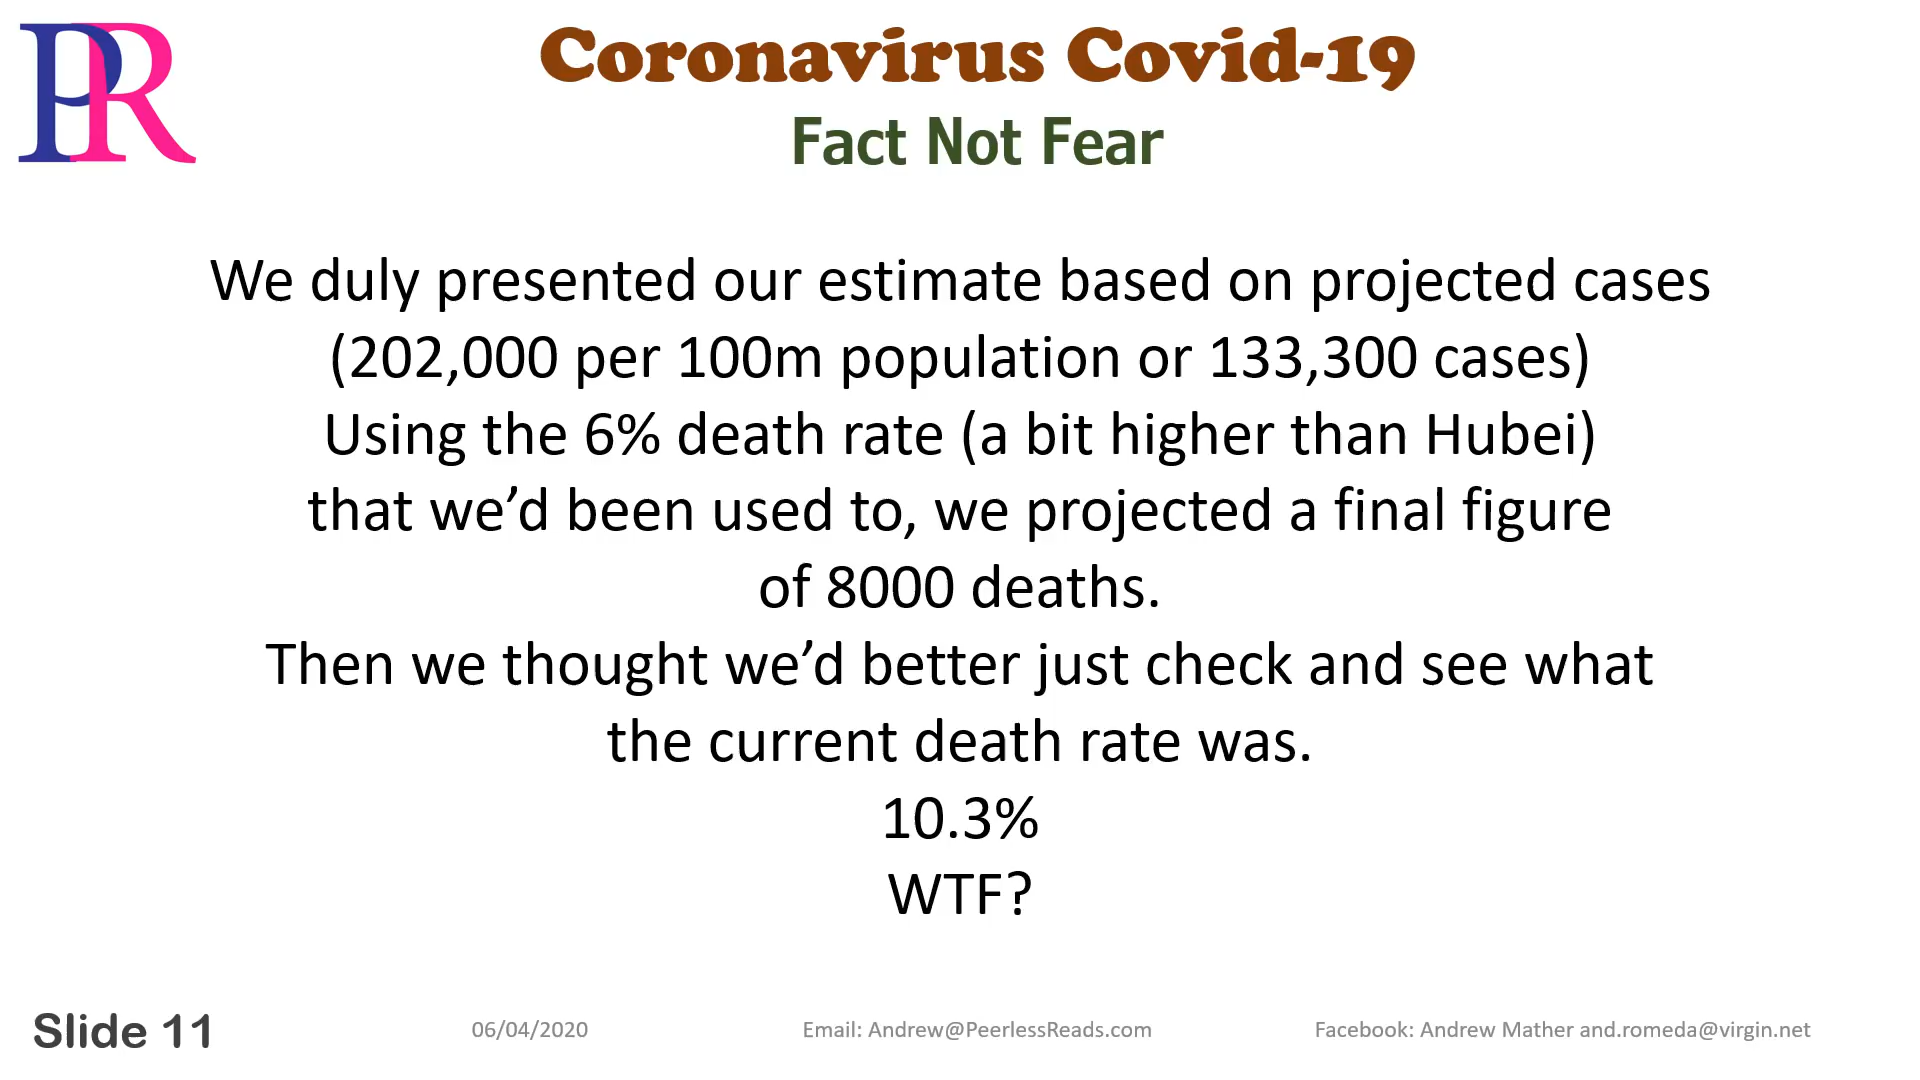 PR
Coronavirus Covid-19
Fact Not Fear
We duly presented our estimate based on projected cases
(202,000 per 100m population or 133,300 cases)
Using the 6% death rate (a bit higher than Hubei)
that we’d been used to, we projected a final figure
of 8000 deaths.
Then we thought we’d better just check and see what
the current death rate was.
10.3%
WTF?
Slide 11
06/04/2020
Email: Andrew@PeerlessReads.com
Facebook: Andrew Mather and.romeda@virgin.net